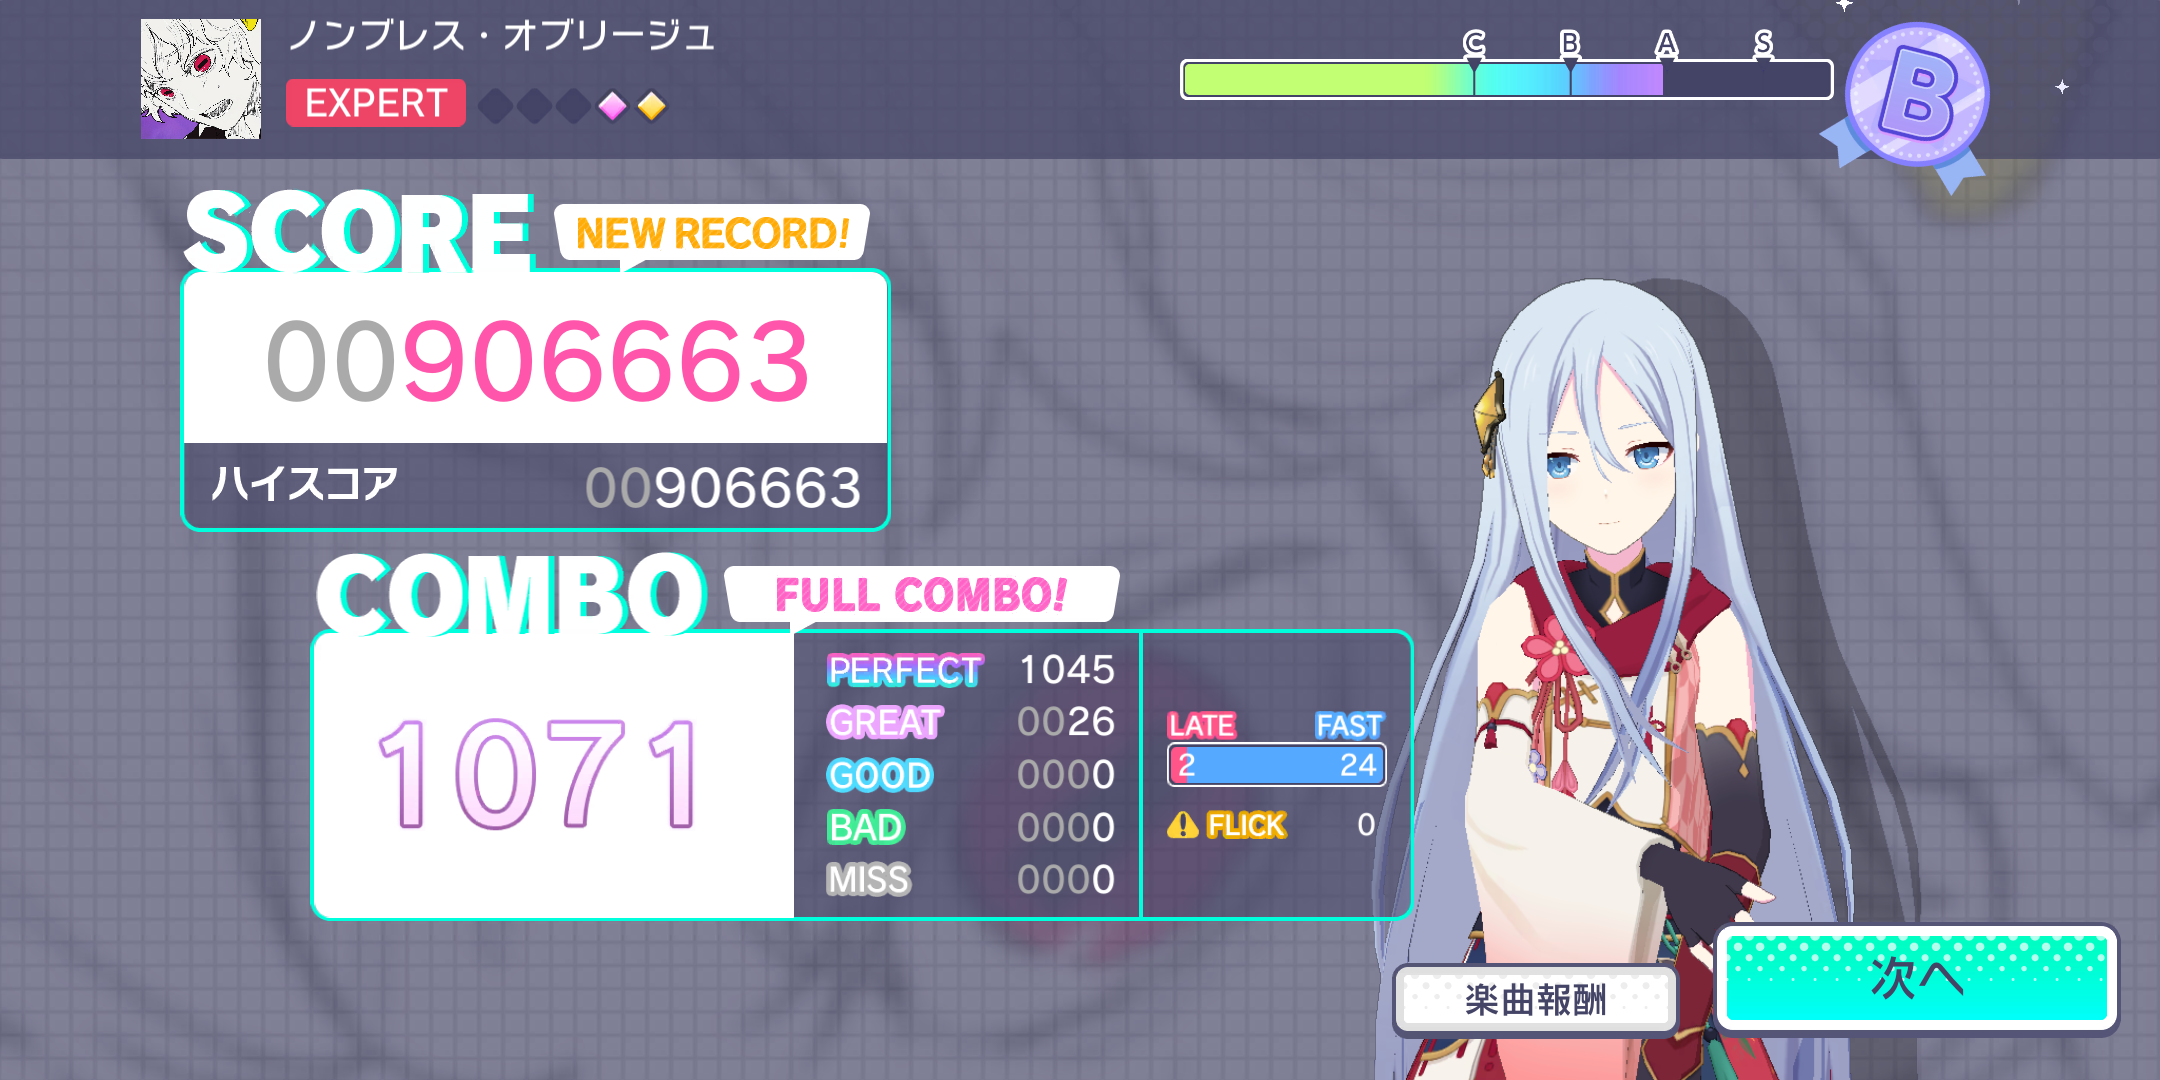 ノンブレス・オブリージュ
EXPERT
C B A S
B
SCORE
NEW RECORD!
00906663
ハイスコア 00906663
COMBO
FULL COMBO!
1071
PERFECT 1045
GREAT 0026
GOOD 0000
BAD 0000
MISS 0000
LATE FAST
2 24
FLICK 0
楽曲報酬
次へ